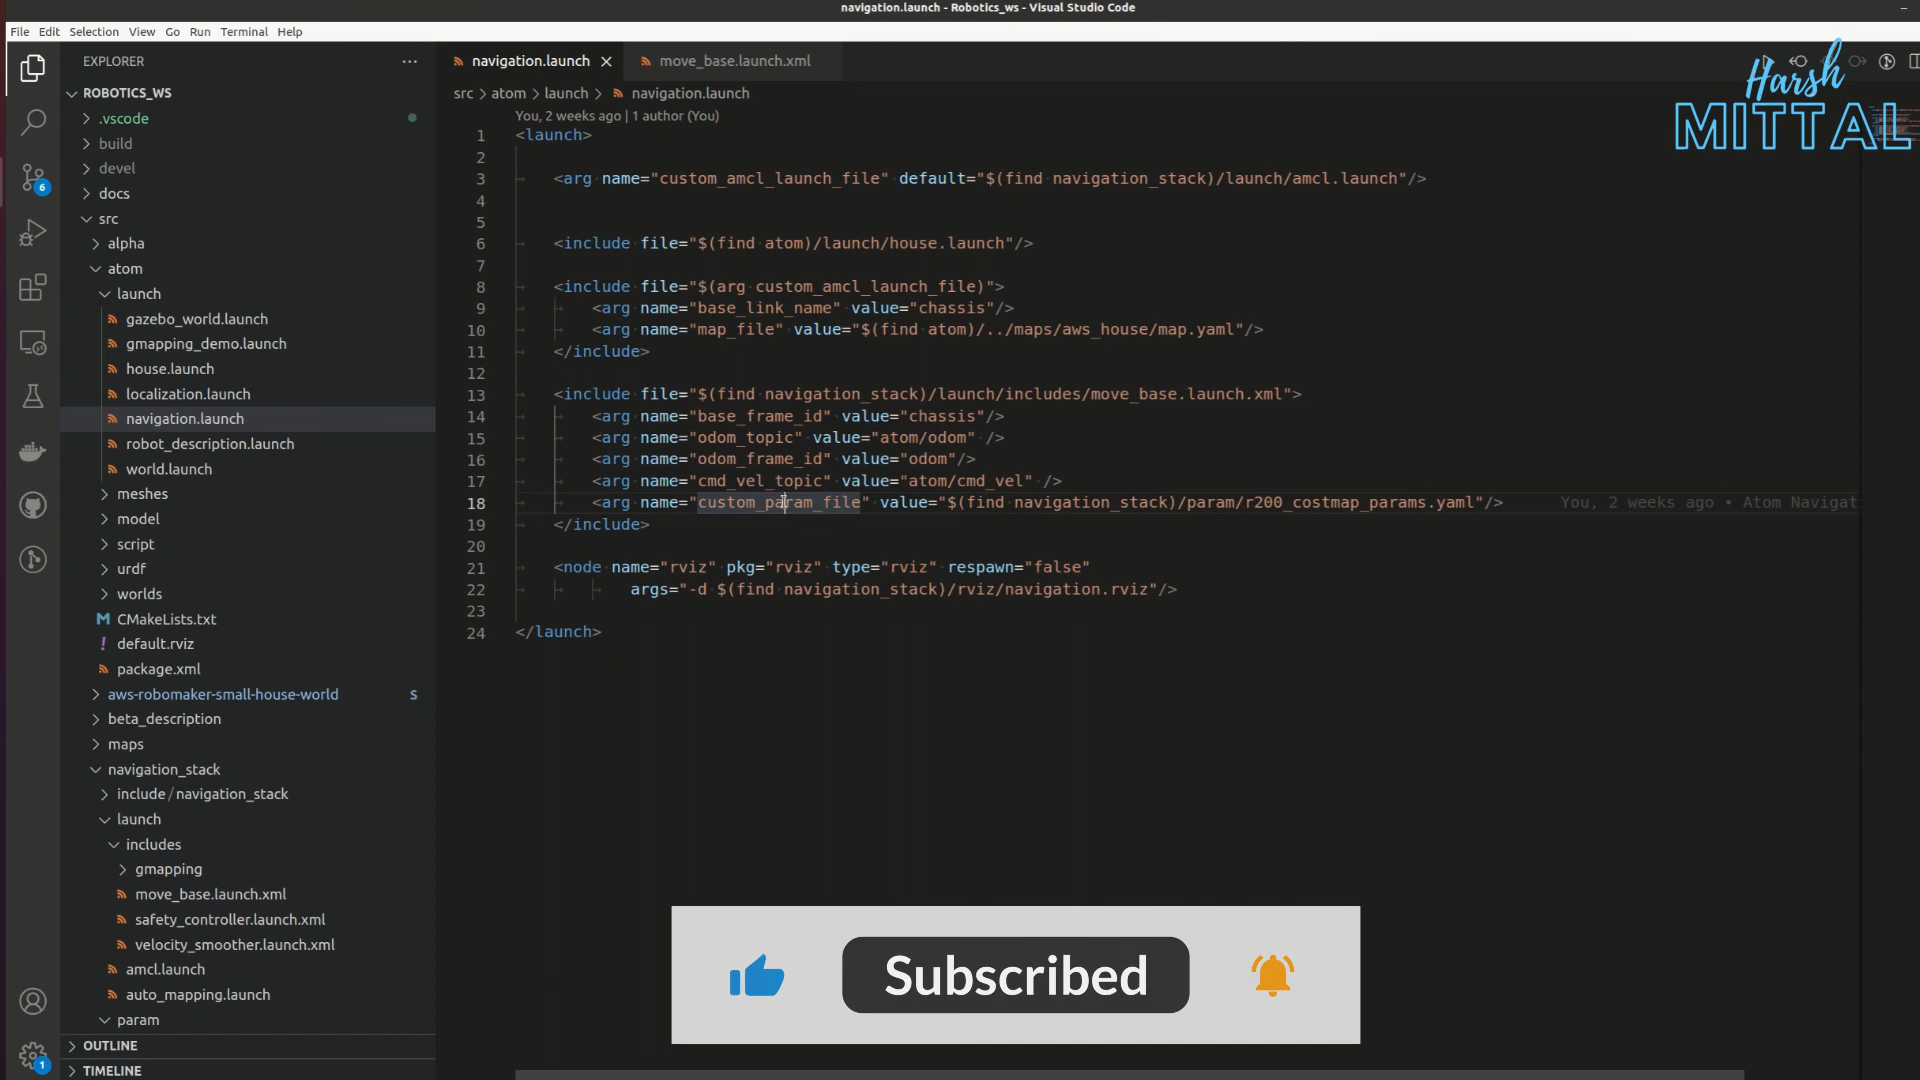 navigation.launch - Robotics_ws - Visual Studio Code
File Edit Selection View Go Run Terminal Help
EXPLORER
ROBOTICS_WS
.vscode
build
devel
docs
src
alpha
atom
launch
gazebo_world.launch
gmapping_demo.launch
house.launch
localization.launch
navigation.launch
robot_description.launch
world.launch
meshes
model
script
urdf
worlds
CMakeLists.txt
default.rviz
package.xml
aws-robomaker-small-house-world S
beta_description
maps
navigation_stack
include/navigation_stack
launch
includes
gmapping
move_base.launch.xml
safety_controller.launch.xml
velocity_smoother.launch.xml
amcl.launch
auto_mapping.launch
param
OUTLINE
TIMELINE
6
1
navigation.launch move_base.launch.xml
src > atom > launch > navigation.launch
You, 2 weeks ago | 1 author (You)
1 <launch>
2
3 <arg name="custom_amcl_launch_file" default="$(find navigation_stack)/launch/amcl.launch"/>
4
5
6 <include file="$(find atom)/launch/house.launch"/>
7
8 <include file="$(arg custom_amcl_launch_file)">
9 <arg name="base_link_name" value="chassis"/>
10 <arg name="map_file" value="$(find atom)/../maps/aws_house/map.yaml"/>
11 </include>
12
13 <include file="$(find navigation_stack)/launch/includes/move_base.launch.xml">
14 <arg name="base_frame_id" value="chassis"/>
15 <arg name="odom_topic" value="atom/odom" />
16 <arg name="odom_frame_id" value="odom"/>
17 <arg name="cmd_vel_topic" value="atom/cmd_vel" />
18 <arg name="custom_param_file" value="$(find navigation_stack)/param/r200_costmap_params.yaml"/> You, 2 weeks ago • Atom Navigati
19 </include>
20
21 <node name="rviz" pkg="rviz" type="rviz" respawn="false"
22 args="-d $(find navigation_stack)/rviz/navigation.rviz"/>
23
24 </launch>
Harsh
MITTAL
Subscribed